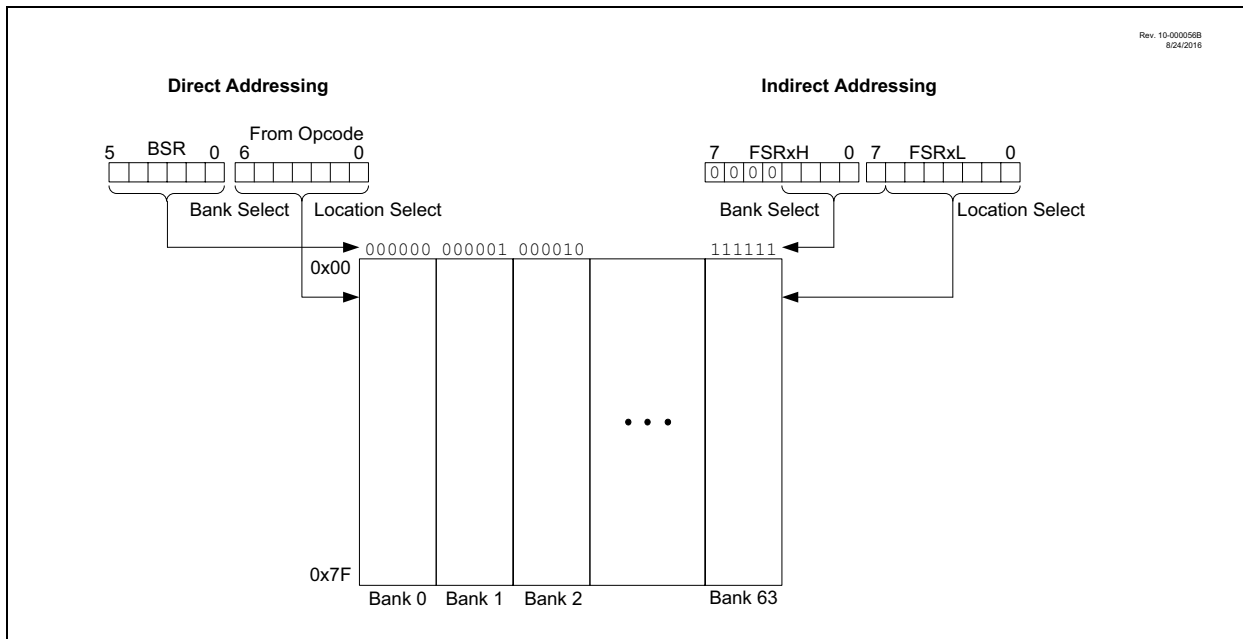 Rev. 10-000056B
8/24/2016
Direct Addressing
Indirect Addressing
From Opcode
5 BSR 0 6 0
7 FSRxH 0 7 FSRxL 0
0 0 0 0
Bank Select Location Select
Bank Select Location Select
000000 000001 000010 111111
0x00
0x7F
Bank 0 Bank 1 Bank 2 Bank 63